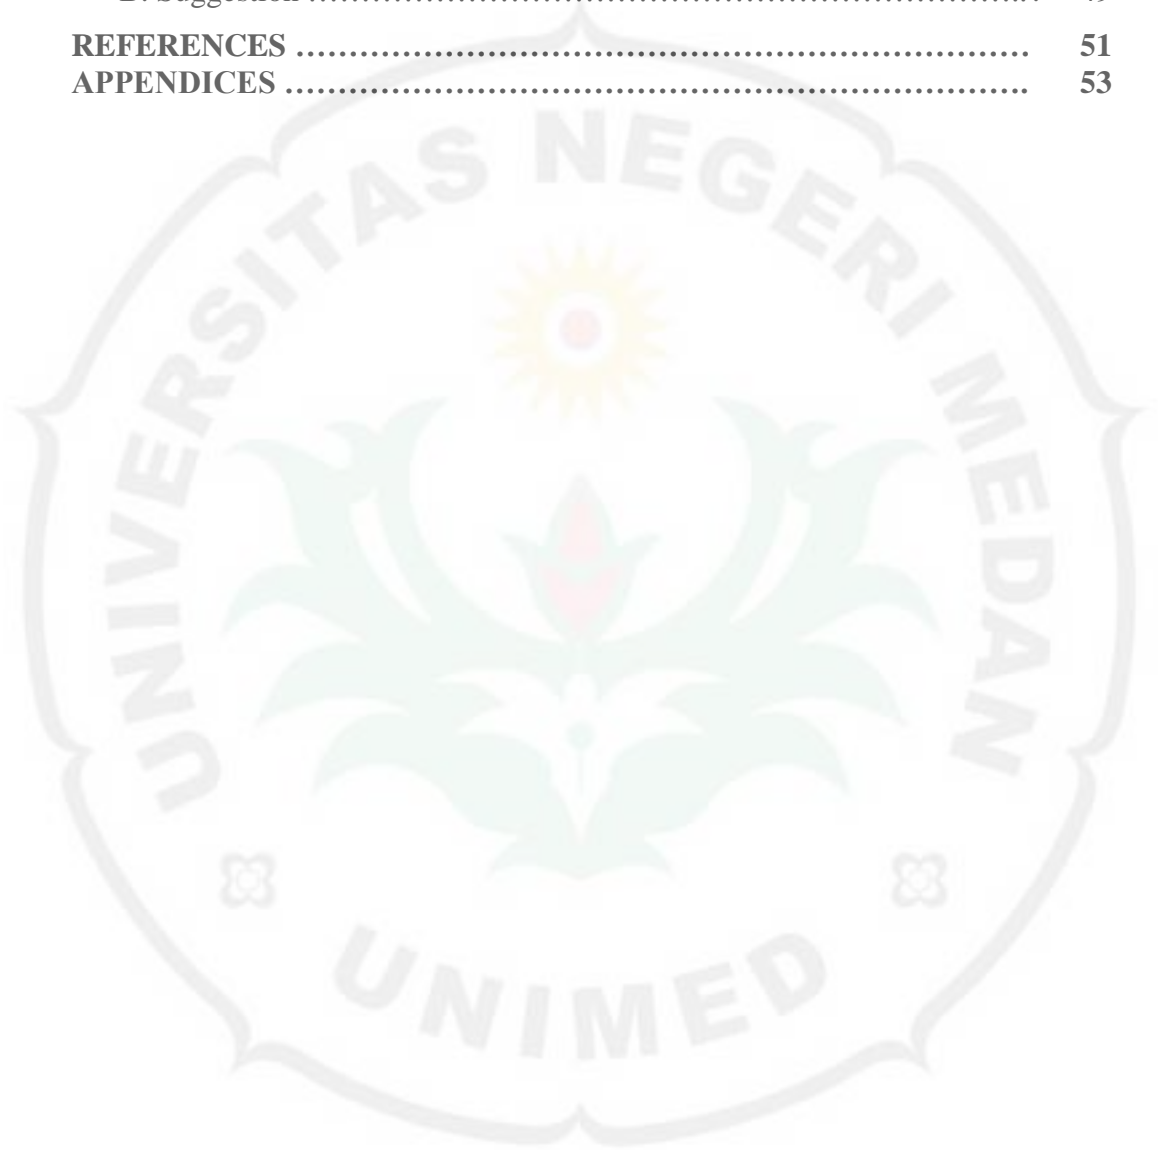 Suggestion ……………………………………………………………..
REFERENCES ……………………………………………………………… 51
APPENDICES ………………………………………………………………. 53
UNIVERSITAS NEGERI MEDAN
UNIMED